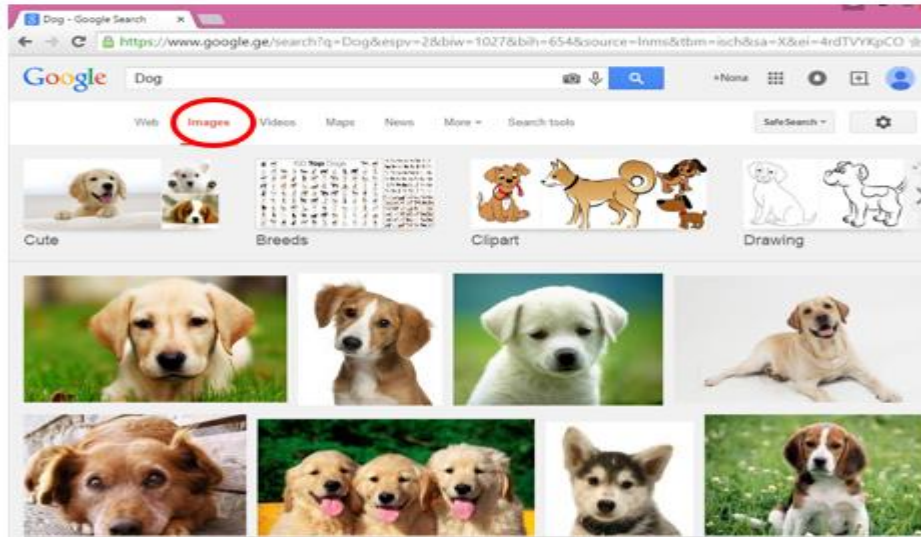 Dog - Google Search
https://www.google.ge/search?q=Dog&espv=2&biw=1027&bih=654&source=lnms&tbm=isch&sa=X&ei=4rdTVYKpCO
Google Dog +Nona
Web Images Videos Maps News More Search tools SafeSearch
Top Dogs
Cute Breeds Clipart Drawing